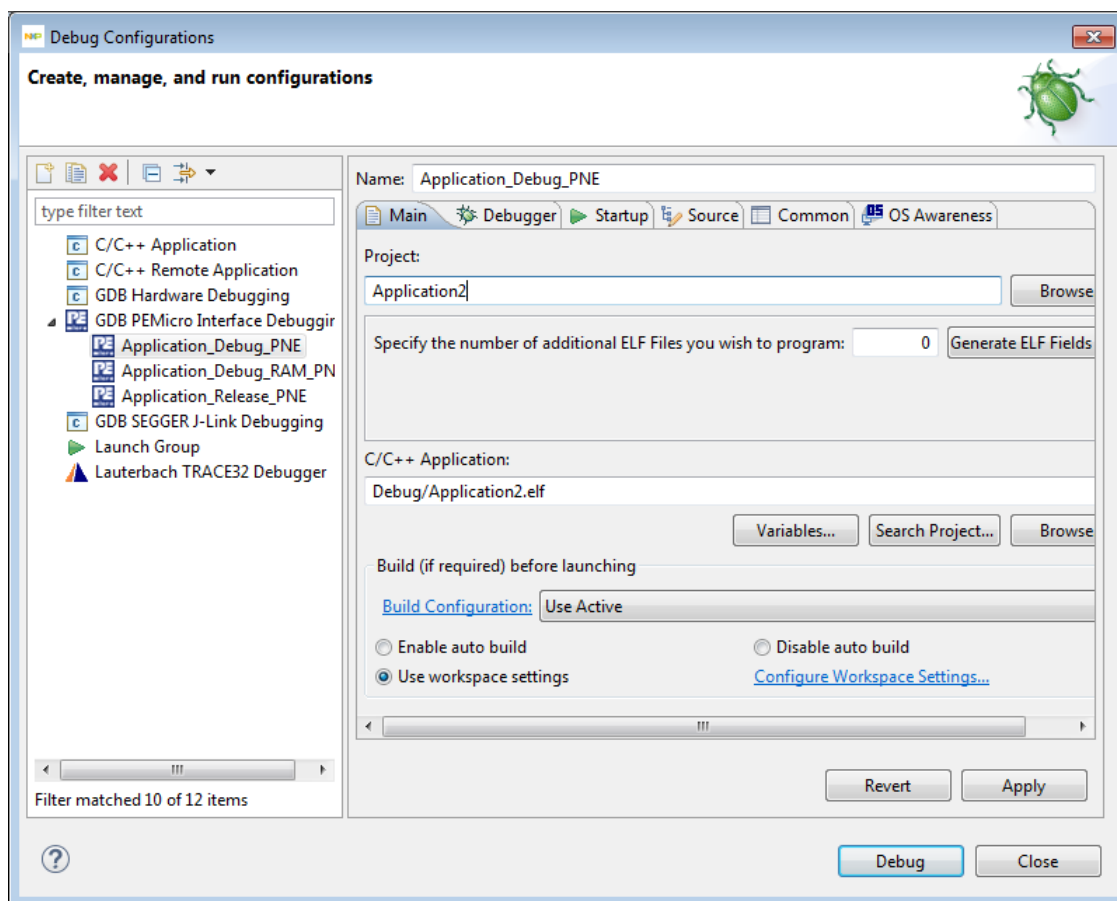 NXP Debug Configurations
Create, manage, and run configurations
type filter text
C/C++ Application
C/C++ Remote Application
GDB Hardware Debugging
GDB PEMicro Interface Debuggin
Application_Debug_PNE
Application_Debug_RAM_PN
Application_Release_PNE
GDB SEGGER J-Link Debugging
Launch Group
Lauterbach TRACE32 Debugger
Filter matched 10 of 12 items
Name: Application_Debug_PNE
Main Debugger Startup Source Common OS Awareness
Project:
Application2 Browse
Specify the number of additional ELF Files you wish to program: 0 Generate ELF Fields
C/C++ Application:
Debug/Application2.elf
Variables... Search Project... Browse
Build (if required) before launching
Build Configuration: Use Active
Enable auto build Disable auto build
Use workspace settings Configure Workspace Settings...
Revert Apply
Debug Close